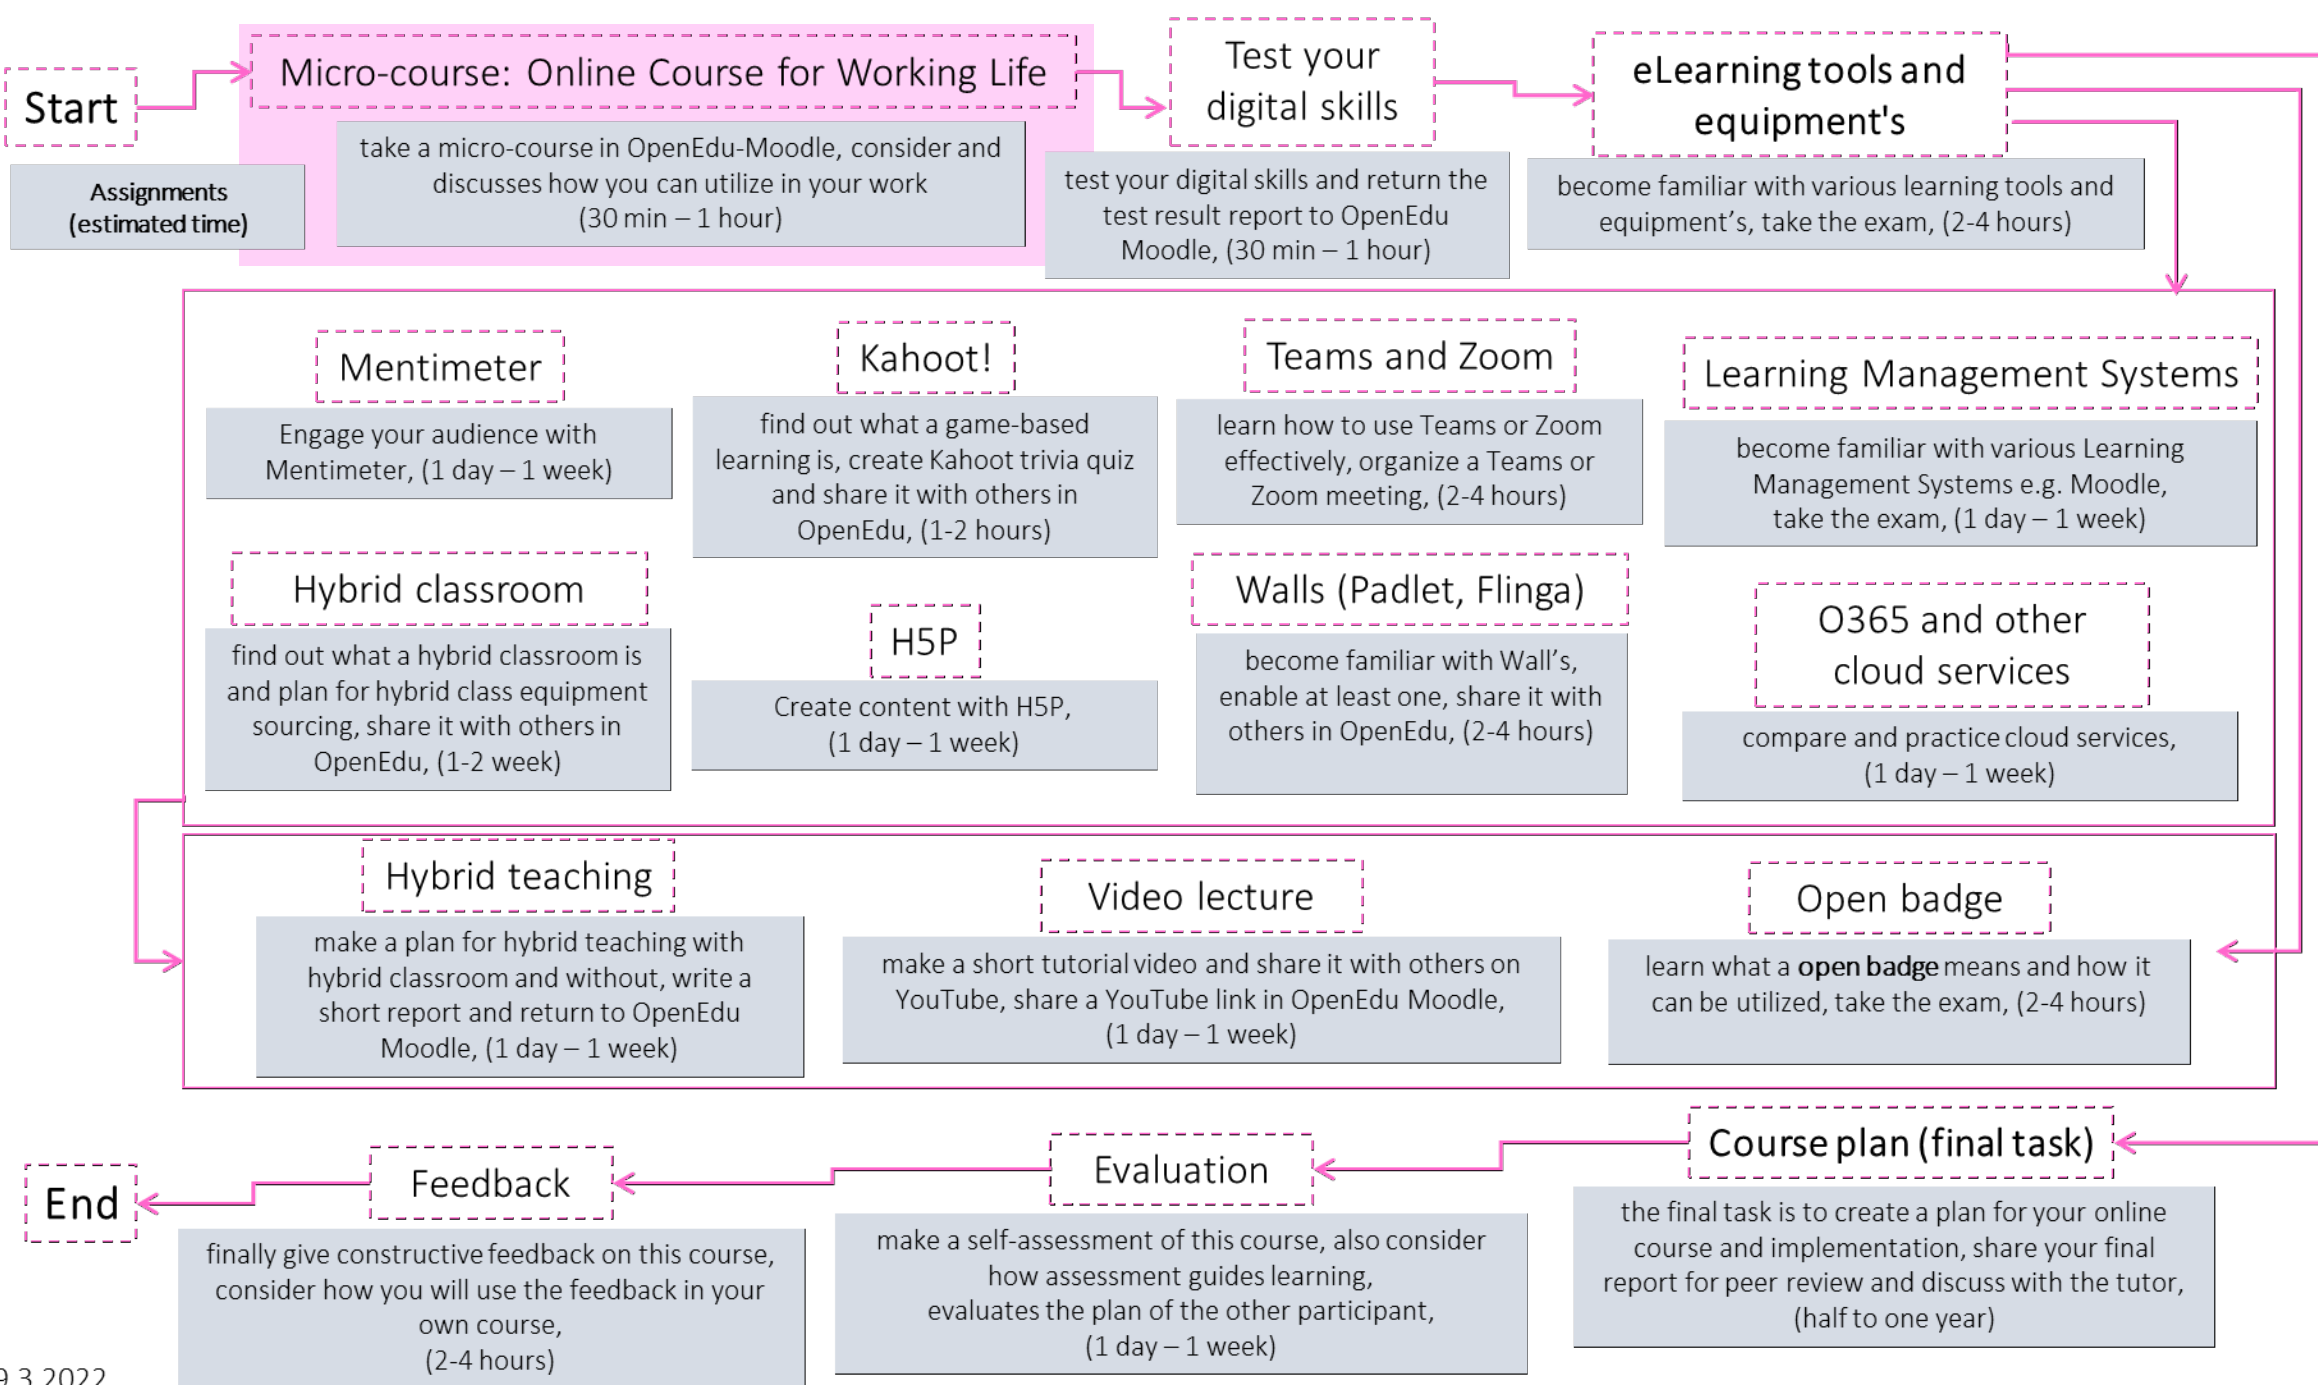 Start
Assignments
(estimated time)
Micro-course: Online Course for Working Life
take a micro-course in OpenEdu-Moodle, consider and
discusses how you can utilize in your work
(30 min – 1 hour)
Test your
digital skills
test your digital skills and return the
test result report to OpenEdu
Moodle, (30 min – 1 hour)
eLearning tools and
equipment's
become familiar with various learning tools and
equipment’s, take the exam, (2-4 hours)
Mentimeter
Engage your audience with
Mentimeter, (1 day – 1 week)
Kahoot!
find out what a game-based
learning is, create Kahoot trivia quiz
and share it with others in
OpenEdu, (1-2 hours)
Teams and Zoom
learn how to use Teams or Zoom
effectively, organize a Teams or
Zoom meeting, (2-4 hours)
Learning Management Systems
become familiar with various Learning
Management Systems e.g. Moodle,
take the exam, (1 day – 1 week)
Hybrid classroom
find out what a hybrid classroom is
and plan for hybrid class equipment
sourcing, share it with others in
OpenEdu, (1-2 week)
H5P
Create content with H5P,
(1 day – 1 week)
Walls (Padlet, Flinga)
become familiar with Wall’s,
enable at least one, share it with
others in OpenEdu, (2-4 hours)
O365 and other
cloud services
compare and practice cloud services,
(1 day – 1 week)
Hybrid teaching
make a plan for hybrid teaching with
hybrid classroom and without, write a
short report and return to OpenEdu
Moodle, (1 day – 1 week)
Video lecture
make a short tutorial video and share it with others on
YouTube, share a YouTube link in OpenEdu Moodle,
(1 day – 1 week)
Open badge
learn what a open badge means and how it
can be utilized, take the exam, (2-4 hours)
Course plan (final task)
the final task is to create a plan for your online
course and implementation, share your final
report for peer review and discuss with the tutor,
(half to one year)
Evaluation
make a self-assessment of this course, also consider
how assessment guides learning,
evaluates the plan of the other participant,
(1 day – 1 week)
Feedback
finally give constructive feedback on this course,
consider how you will use the feedback in your
own course,
(2-4 hours)
End
9.3.2022